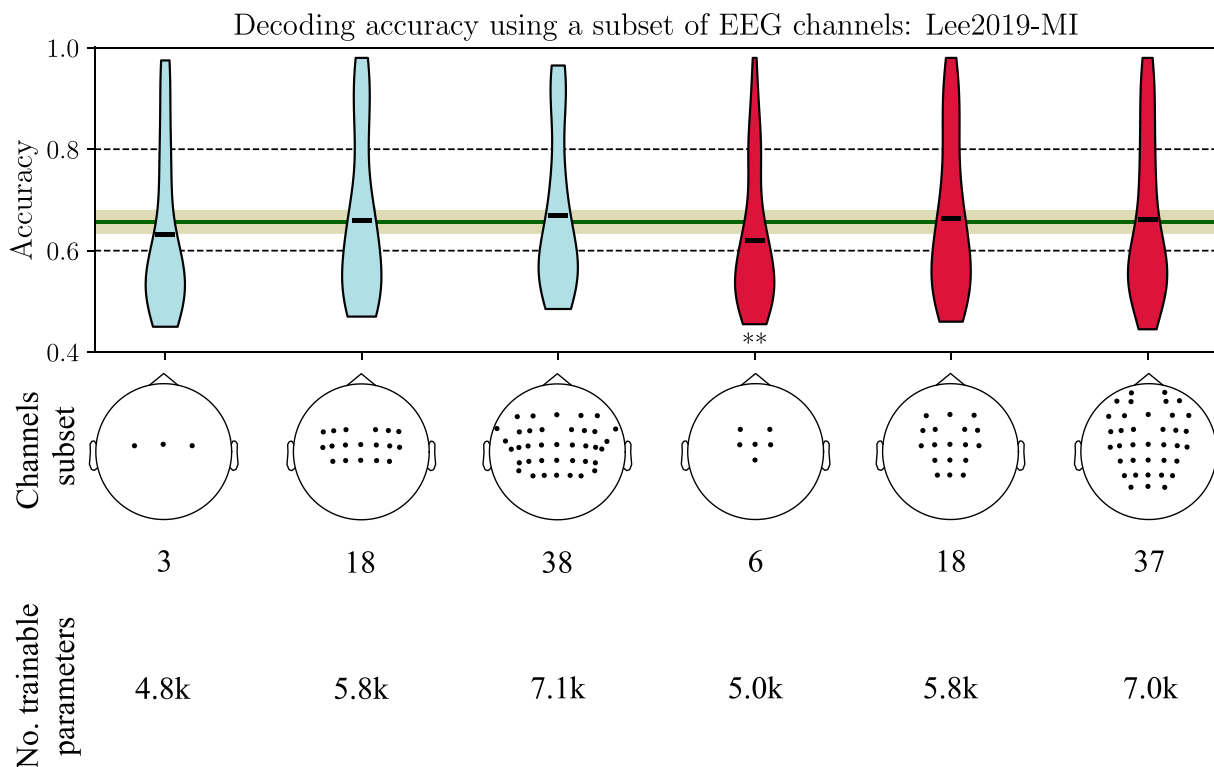 Decoding accuracy using a subset of EEG channels: Lee2019-MI
1.0
0.8
0.6
0.4
Accuracy
**
Channels
subset
3 18 38 6 18 37
No. trainable
parameters
4.8k 5.8k 7.1k 5.0k 5.8k 7.0k